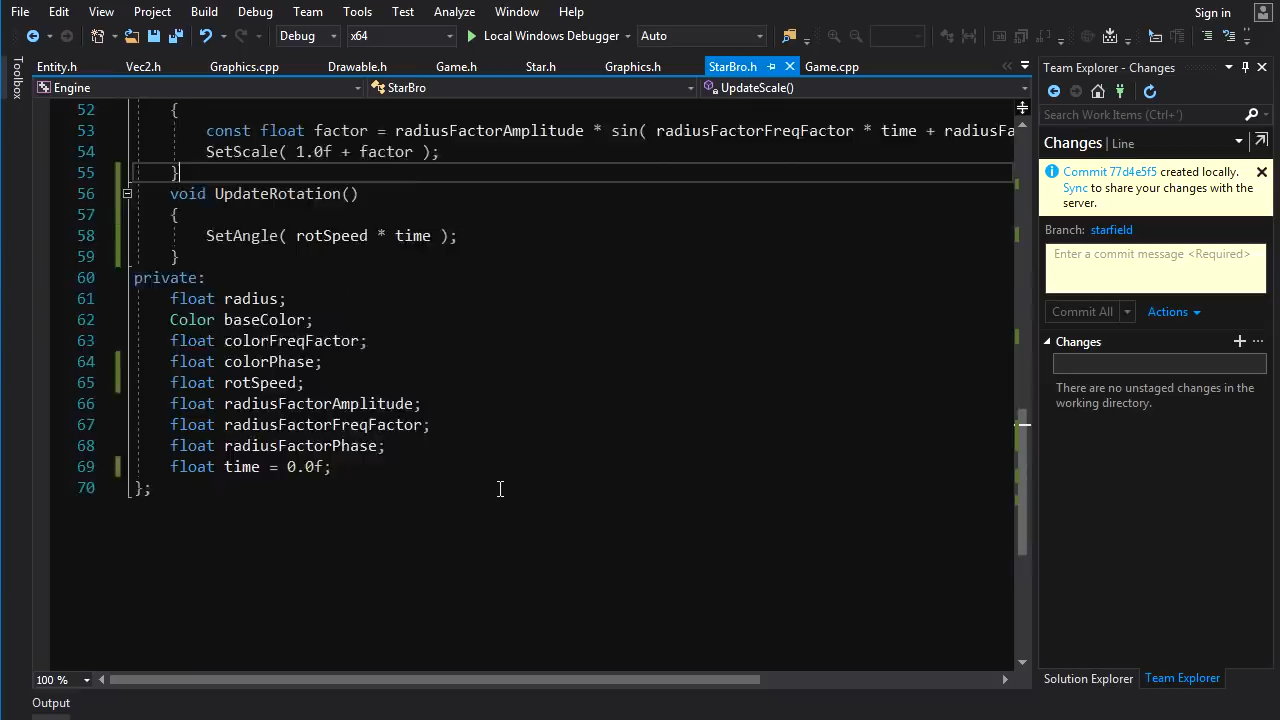 File Edit View Project Build Debug Team Tools Test Analyze Window Help Sign in
Debug x64 Local Windows Debugger Auto
Toolbox
Entity.h Vec2.h Graphics.cpp Drawable.h Game.h Star.h Graphics.h StarBro.h Game.cpp
Engine StarBro UpdateScale()
52 {
53 const float factor = radiusFactorAmplitude * sin( radiusFactorFreqFactor * time + radiusFa
54 SetScale( 1.0f + factor );
55 }
56 void UpdateRotation()
57 {
58 SetAngle( rotSpeed * time );
59 }
60 private:
61 float radius;
62 Color baseColor;
63 float colorFreqFactor;
64 float colorPhase;
65 float rotSpeed;
66 float radiusFactorAmplitude;
67 float radiusFactorFreqFactor;
68 float radiusFactorPhase;
69 float time = 0.0f;
70 };
100 %
Output
Team Explorer - Changes
Search Work Items (Ctrl+')
Changes | Line
Commit 77d4e5f5 created locally.
Sync to share your changes with the
server.
Branch: starfield
Enter a commit message <Required>
Commit All Actions
Changes
There are no unstaged changes in the
working directory.
Solution Explorer Team Explorer